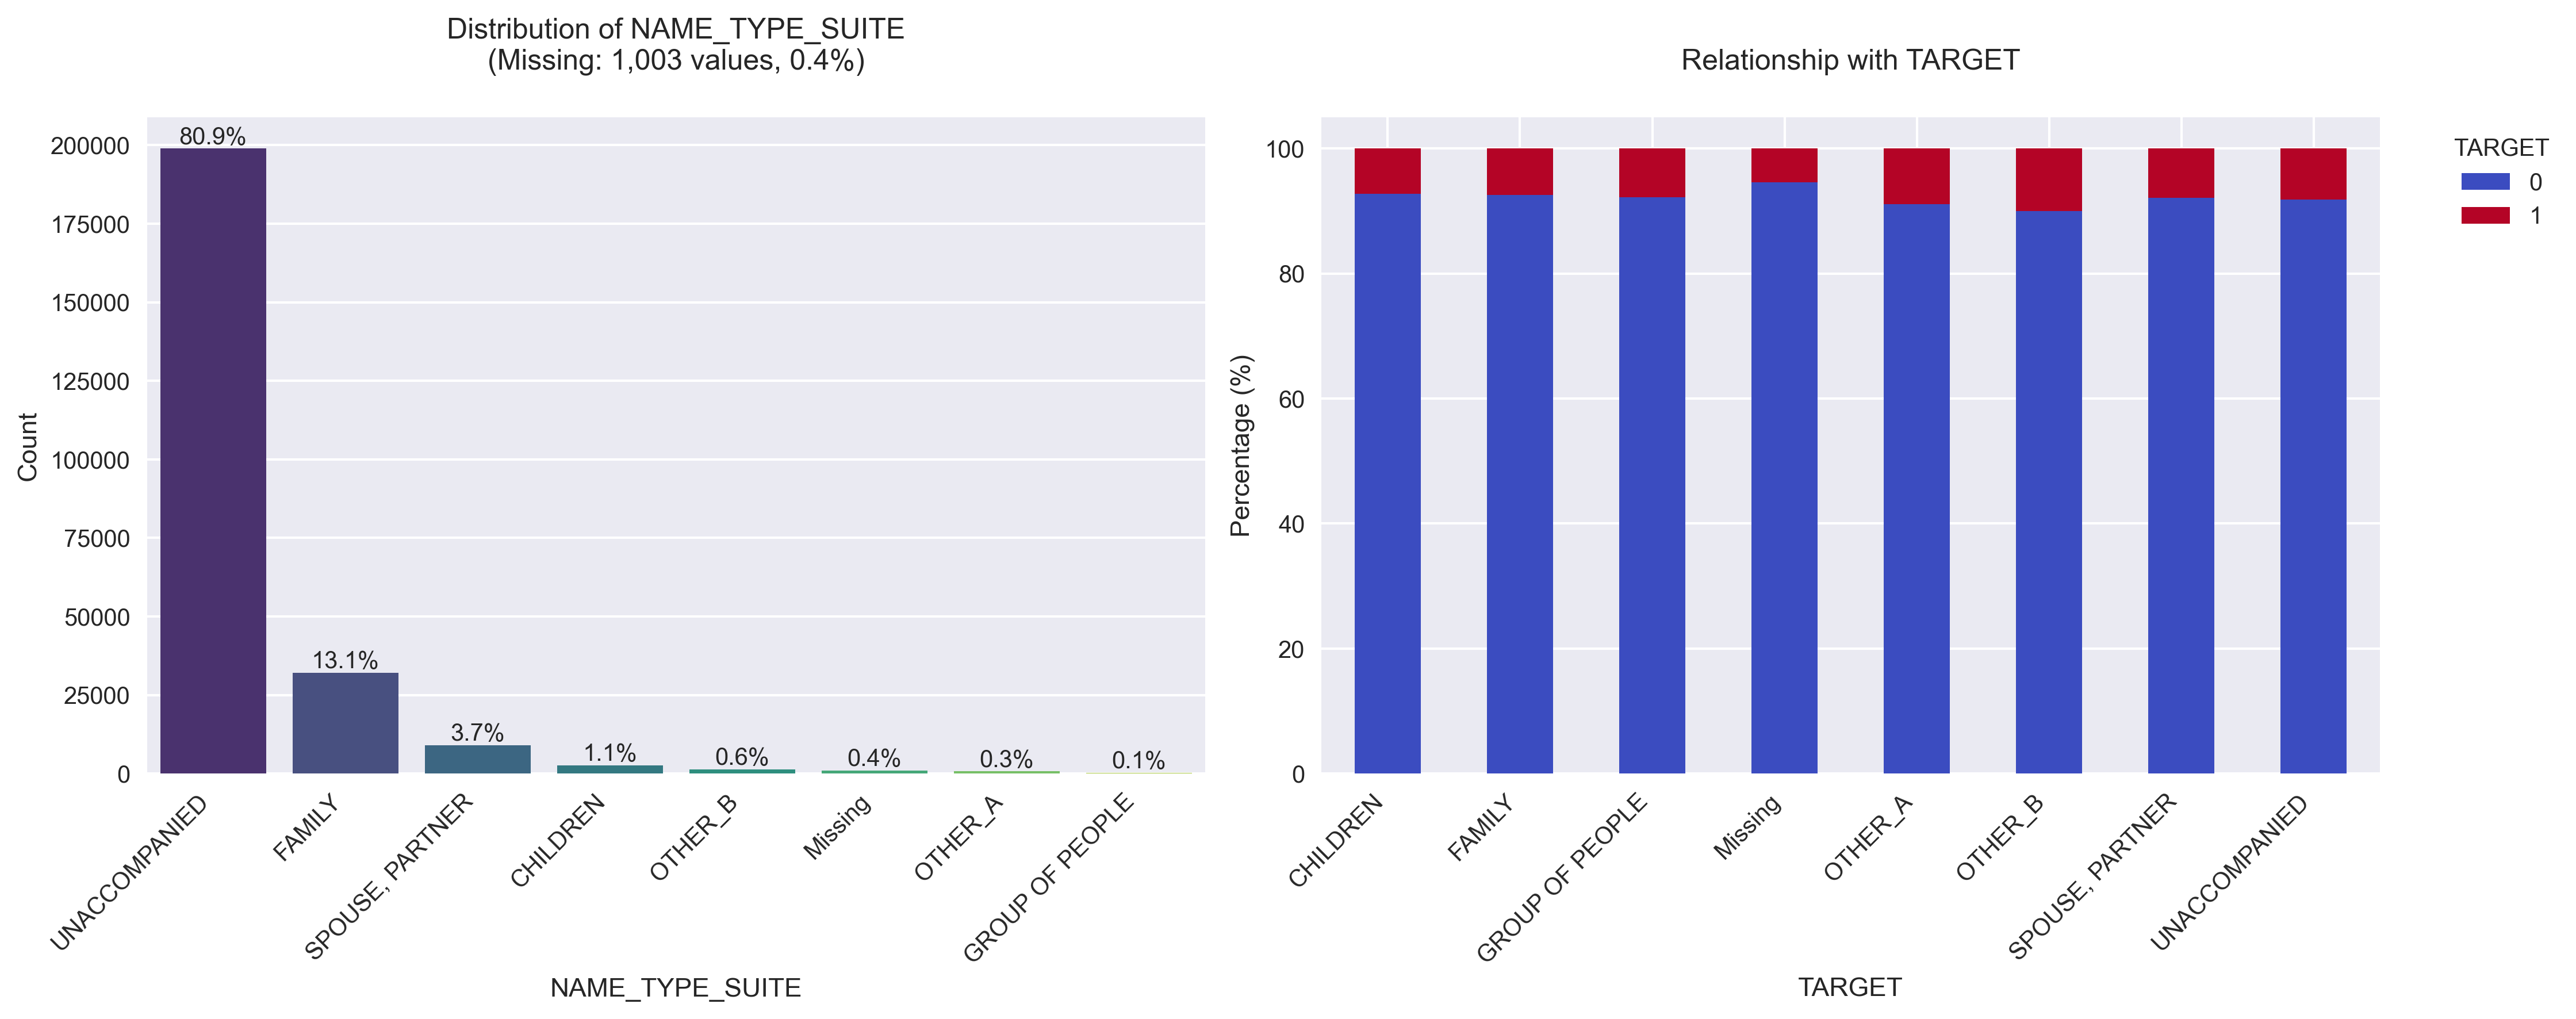 Distribution of NAME_TYPE_SUITE
(Missing: 1,003 values, 0.4%)
Count
200000
175000
150000
125000
100000
75000
50000
25000
0
80.9%
13.1%
3.7%
1.1%
0.6%
0.4%
0.3%
0.1%
UNACCOMPANIED
FAMILY
SPOUSE, PARTNER
CHILDREN
OTHER_B
Missing
OTHER_A
GROUP OF PEOPLE
NAME_TYPE_SUITE
Relationship with TARGET
Percentage (%)
100
80
60
40
20
0
CHILDREN
FAMILY
GROUP OF PEOPLE
Missing
OTHER_A
OTHER_B
SPOUSE, PARTNER
UNACCOMPANIED
TARGET
TARGET
0
1